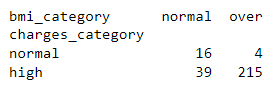 bmi_category normal over
charges_category
normal 16 4
high 39 215